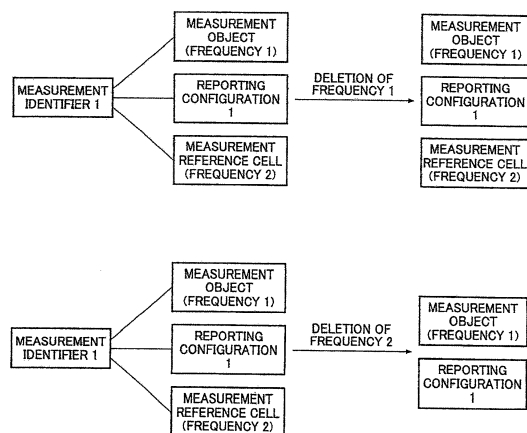 MEASUREMENT
OBJECT
(FREQUENCY 1)
MEASUREMENT
IDENTIFIER 1
REPORTING
CONFIGURATION
1
MEASUREMENT
REFERENCE CELL
(FREQUENCY 2)
DELETION OF
FREQUENCY 1
MEASUREMENT
OBJECT
(FREQUENCY 1)
REPORTING
CONFIGURATION
1
MEASUREMENT
REFERENCE CELL
(FREQUENCY 2)
MEASUREMENT
OBJECT
(FREQUENCY 1)
MEASUREMENT
IDENTIFIER 1
REPORTING
CONFIGURATION
1
MEASUREMENT
REFERENCE CELL
(FREQUENCY 2)
DELETION OF
FREQUENCY 2
MEASUREMENT
OBJECT
(FREQUENCY 1)
REPORTING
CONFIGURATION
1